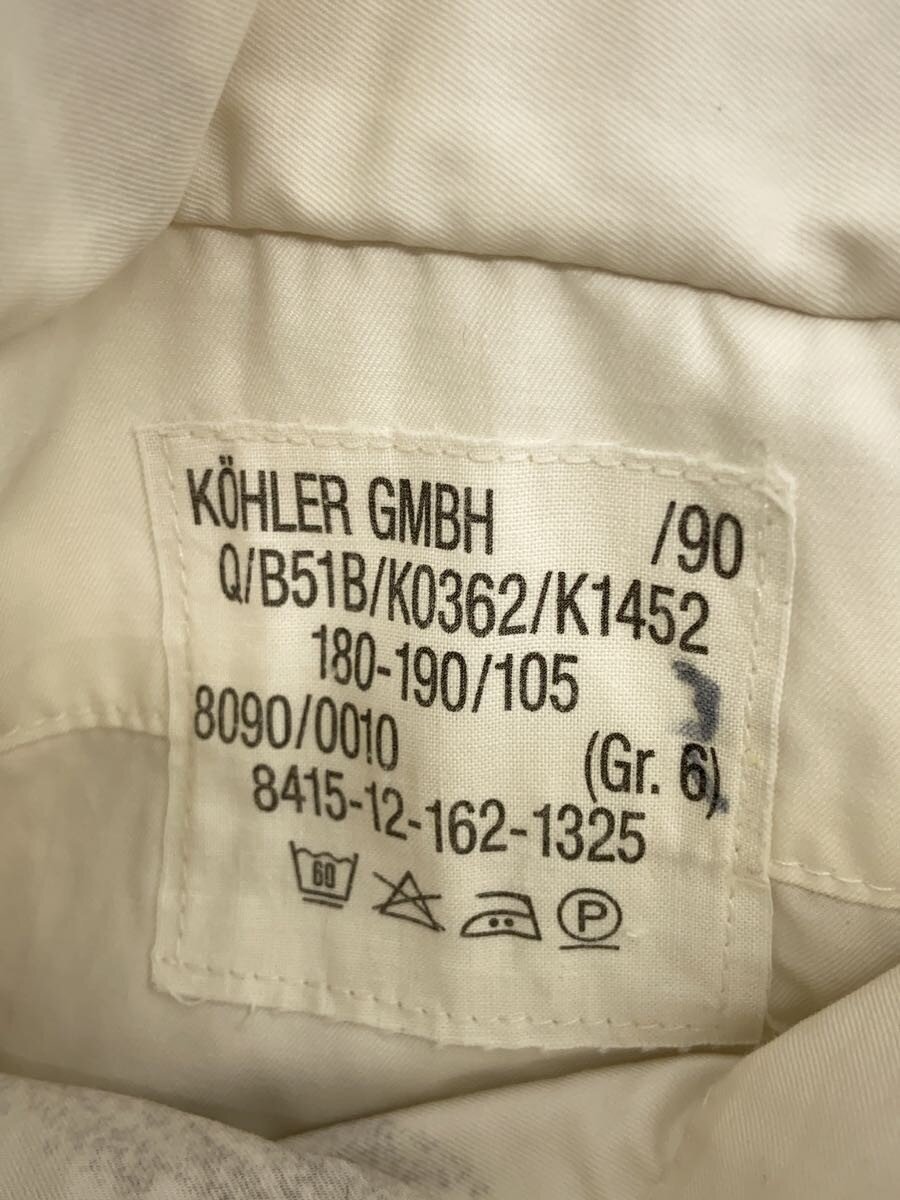 KÖHLER GMBH /90
Q/B51B/K0362/K1452
180-190/105
8090/0010 (Gr. 6)
8415-12-162-1325
60
P